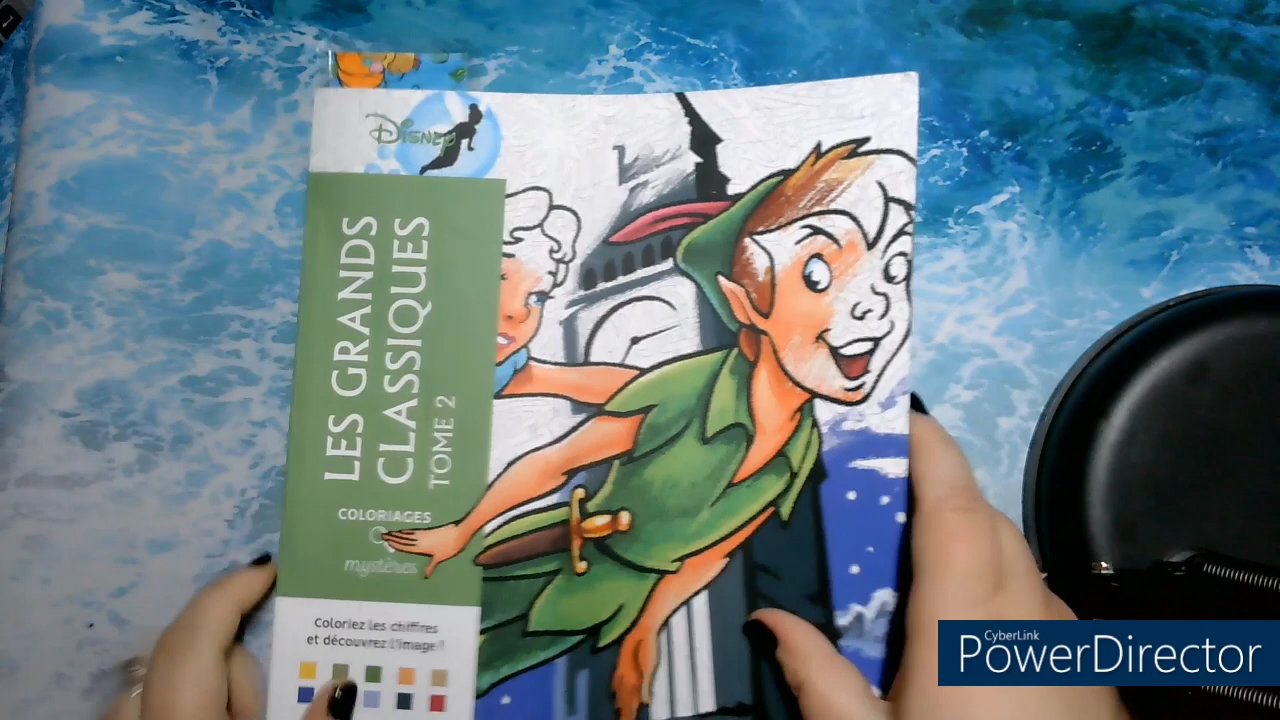 Disney
LES GRANDS
CLASSIQUES
TOME 2
COLORIAGES
mystères
Coloriez les chiffres
et découvrez l'image !
CyberLink
PowerDirector